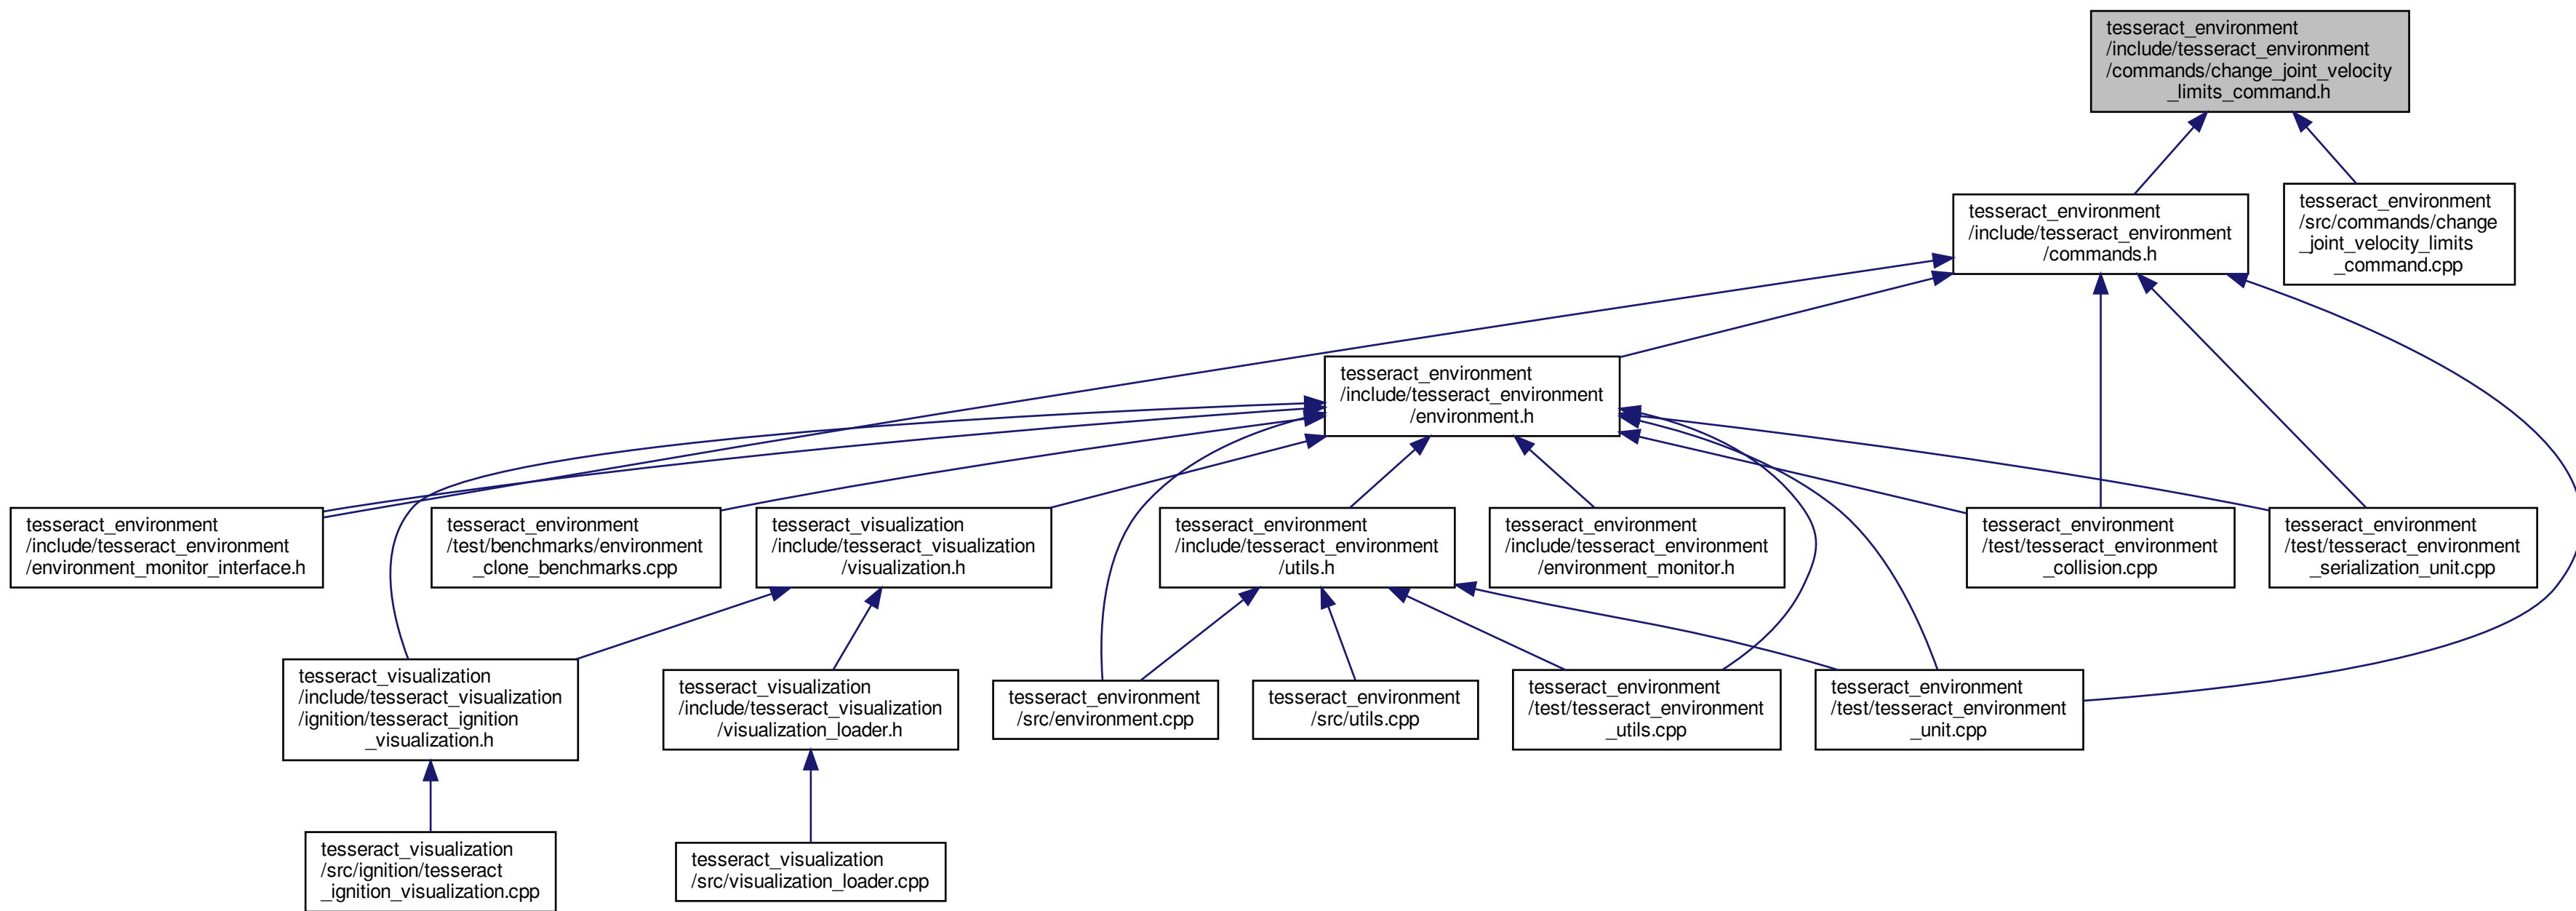 tesseract_environment
/include/tesseract_environment
/commands/change_joint_velocity
_limits_command.h
tesseract_environment
/include/tesseract_environment
/commands.h
tesseract_environment
/src/commands/change
_joint_velocity_limits
_command.cpp
tesseract_environment
/include/tesseract_environment
/environment.h
tesseract_environment
/include/tesseract_environment
/environment_monitor_interface.h
tesseract_environment
/test/benchmarks/environment
_clone_benchmarks.cpp
tesseract_visualization
/include/tesseract_visualization
/visualization.h
tesseract_environment
/include/tesseract_environment
/utils.h
tesseract_environment
/include/tesseract_environment
/environment_monitor.h
tesseract_environment
/test/tesseract_environment
_collision.cpp
tesseract_environment
/test/tesseract_environment
_serialization_unit.cpp
tesseract_visualization
/include/tesseract_visualization
/ignition/tesseract_ignition
_visualization.h
tesseract_visualization
/include/tesseract_visualization
/visualization_loader.h
tesseract_environment
/src/environment.cpp
tesseract_environment
/src/utils.cpp
tesseract_environment
/test/tesseract_environment
_utils.cpp
tesseract_environment
/test/tesseract_environment
_unit.cpp
tesseract_visualization
/src/ignition/tesseract
_ignition_visualization.cpp
tesseract_visualization
/src/visualization_loader.cpp